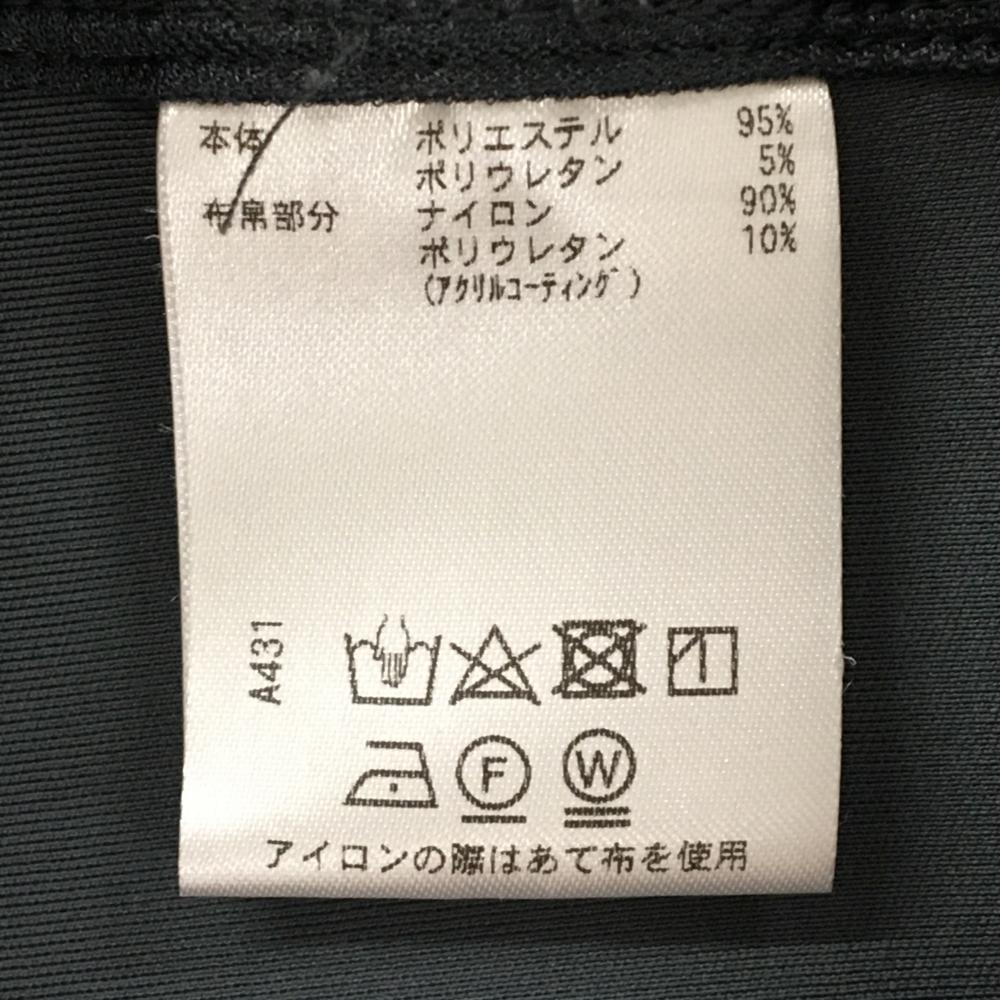 本体 ポリエステル 95%
ポリウレタン 5%
布帛部分 ナイロン 90%
ポリウレタン 10%
(アクリルコーティング)
A431
F W
アイロンの際はあて布を使用